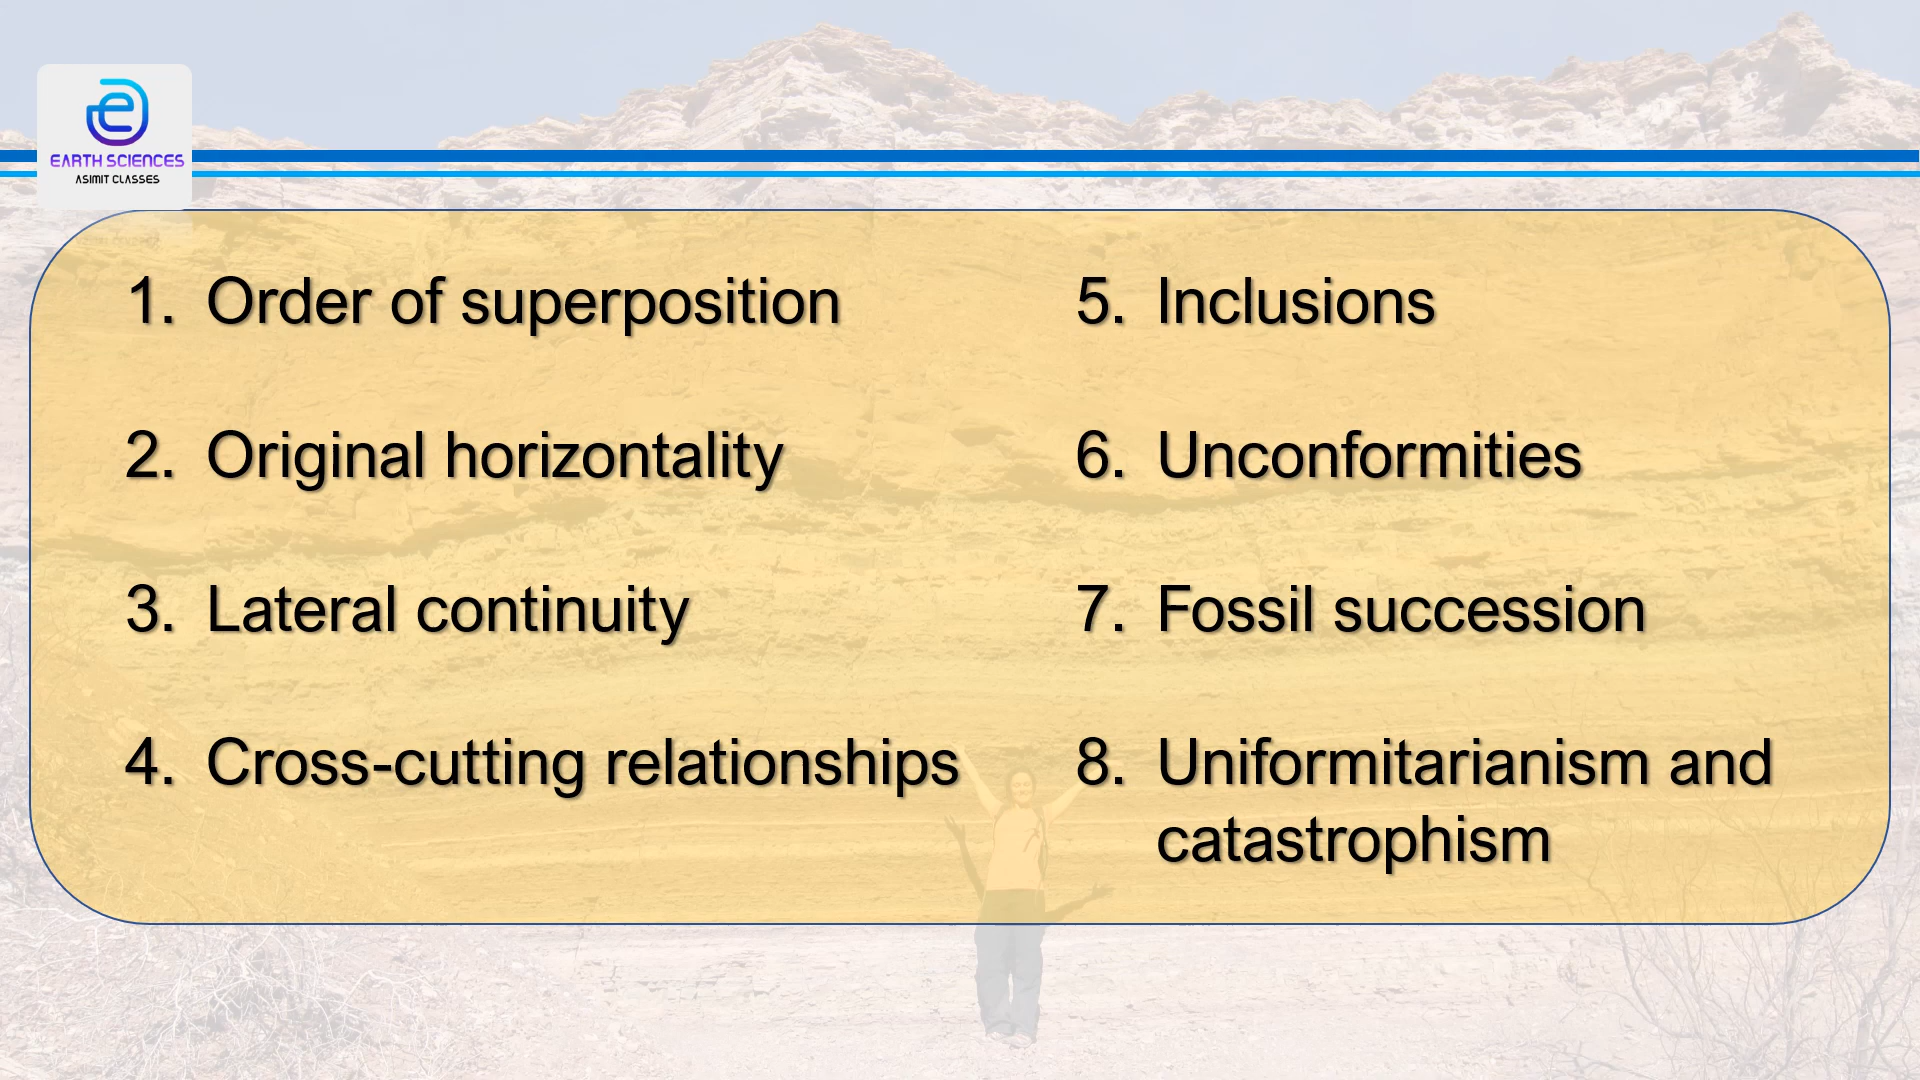 EARTH SCIENCES
ASIMIT CLASSES
1. Order of superposition
2. Original horizontality
3. Lateral continuity
4. Cross-cutting relationships
5. Inclusions
6. Unconformities
7. Fossil succession
8. Uniformitarianism and
catastrophism